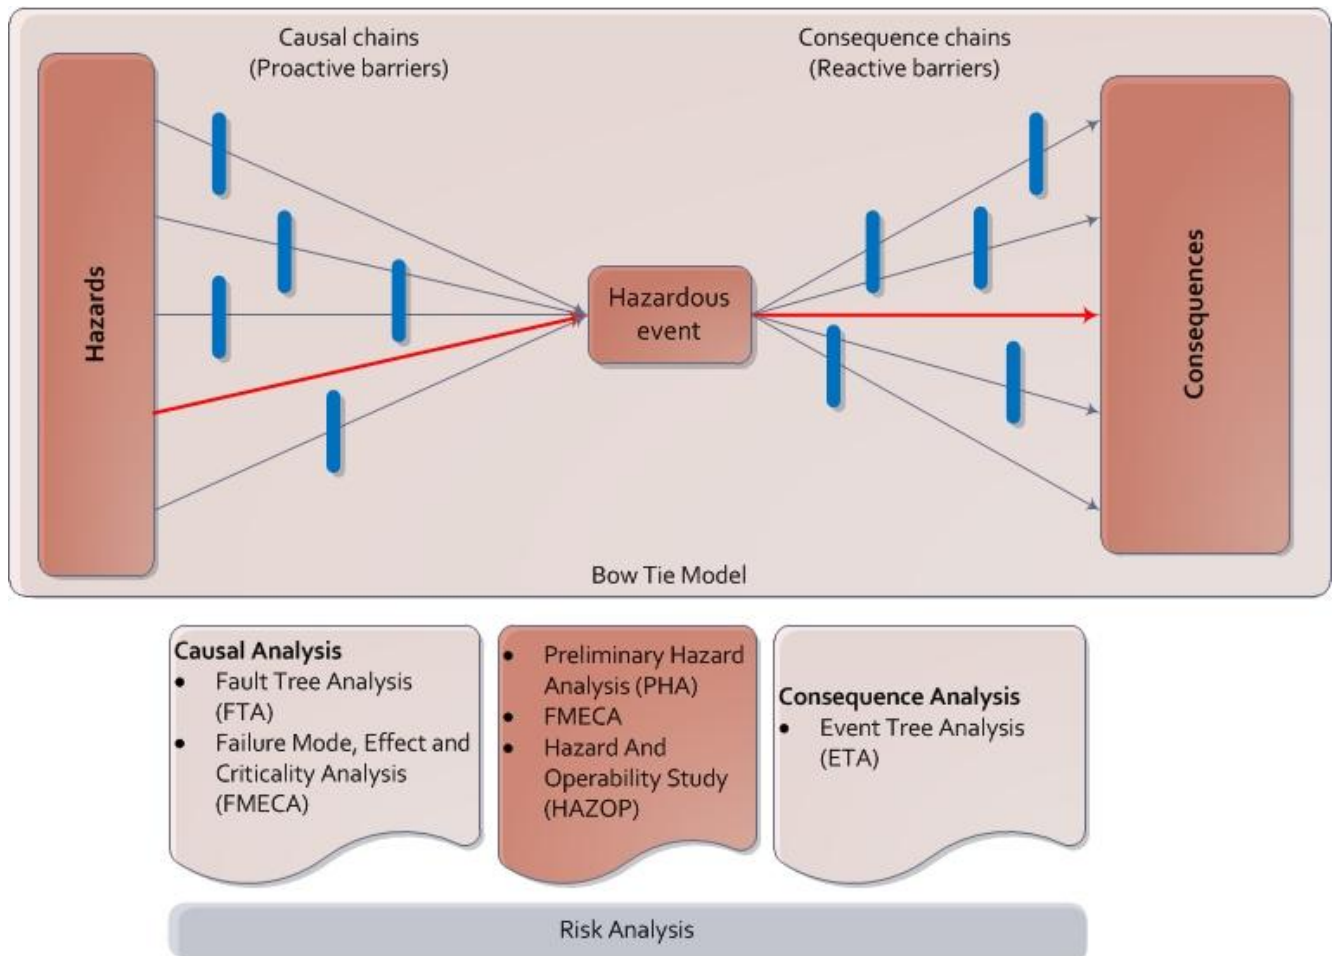 Causal chains
(Proactive barriers)
Consequence chains
(Reactive barriers)
Hazards
Hazardous
event
Consequences
Bow Tie Model
Causal Analysis
• Fault Tree Analysis
(FTA)
• Failure Mode, Effect and
Criticality Analysis
(FMECA)
• Preliminary Hazard
Analysis (PHA)
• FMECA
• Hazard And
Operability Study
(HAZOP)
Consequence Analysis
• Event Tree Analysis
(ETA)
Risk Analysis